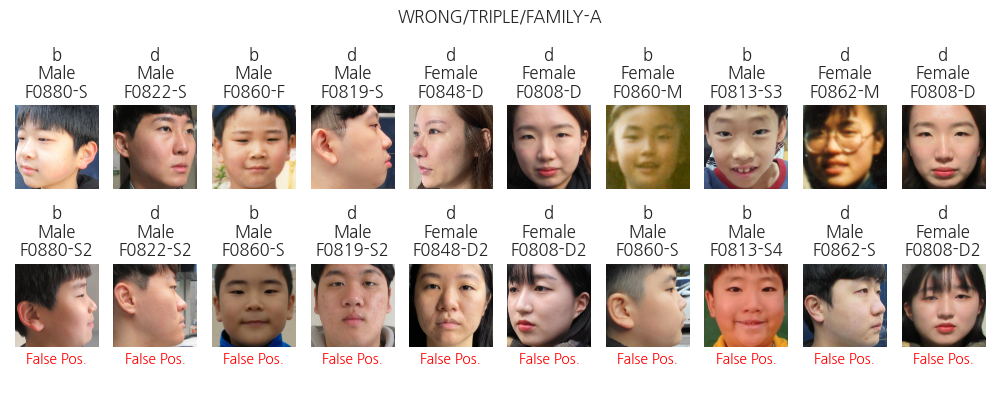 WRONG/TRIPLE/FAMILY-A
b d b d d d b b d d
Male Male Male Male Female Female Female Male Female Female
F0880-S F0822-S F0860-F F0819-S F0848-D F0808-D F0860-M F0813-S3 F0862-M F0808-D
b d b d d d b b d d
Male Male Male Male Female Female Male Male Male Female
F0880-S2 F0822-S2 F0860-S F0819-S2 F0848-D2 F0808-D2 F0860-S F0813-S4 F0862-S F0808-D2
False Pos. False Pos. False Pos. False Pos. False Pos. False Pos. False Pos. False Pos. False Pos. False Pos.